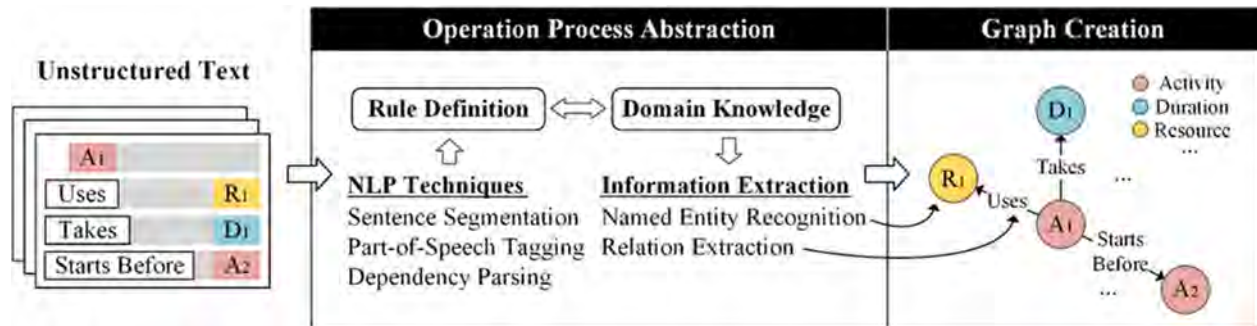 Operation Process Abstraction
Graph Creation
Unstructured Text
A1
Uses R1
Takes D1
Starts Before A2
Rule Definition
Domain Knowledge
NLP Techniques
Sentence Segmentation
Part-of-Speech Tagging
Dependency Parsing
Information Extraction
Named Entity Recognition
Relation Extraction
Activity
Duration
Resource
...
D1
Takes
...
R1
Uses
A1
Starts
Before
...
A2